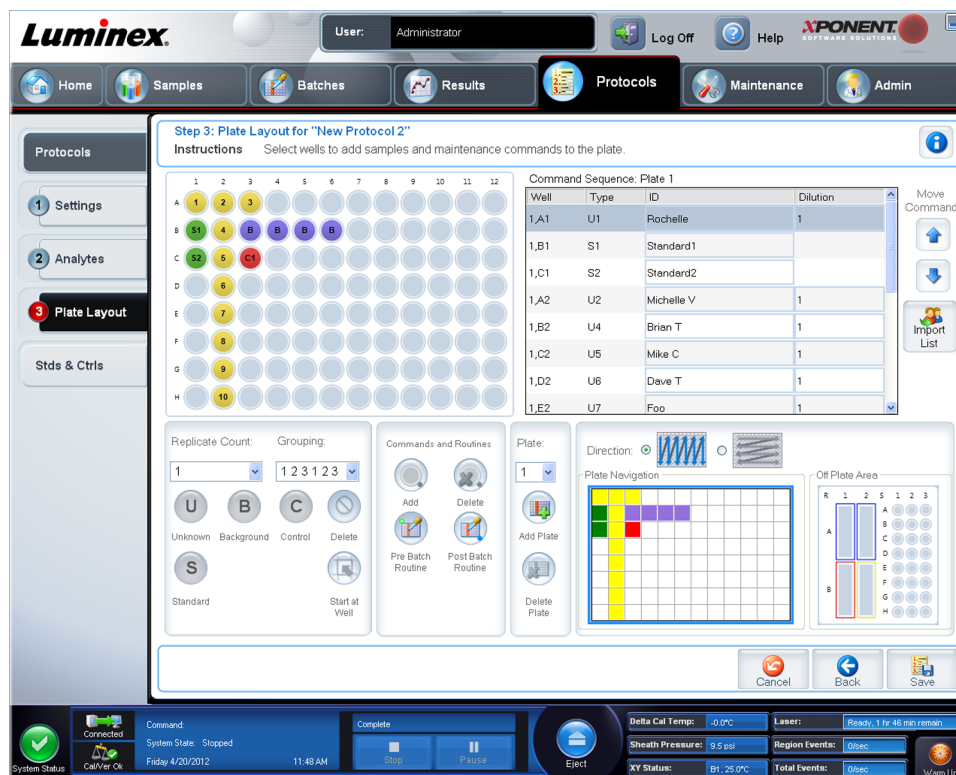 Luminex.
User: Administrator
Log Off
Help
XPONENT.
SOFTWARE SOLUTIONS
Home Samples Batches Results Protocols Maintenance Admin
Protocols
1 Settings
2 Analytes
3 Plate Layout
Stds & Ctrls
Step 3: Plate Layout for "New Protocol 2"
Instructions Select wells to add samples and maintenance commands to the plate.
1 2 3 4 5 6 7 8 9 10 11 12
A 1 2 3
B S1 4 B B B B
C S2 5 C1
D 6
E 7
F 8
G 9
H 10
Command Sequence: Plate 1
Well Type ID Dilution
1,A1 U1 Rochelle 1
1,B1 S1 Standard1
1,C1 S2 Standard2
1,A2 U2 Michelle V 1
1,B2 U4 Brian T 1
1,C2 U5 Mike C 1
1,D2 U6 Dave T 1
1,E2 U7 Foo 1
Move
Command
Import
List
Replicate Count: Grouping:
1 1 2 3 1 2 3
U B C
Unknown Background Control Delete
S
Standard Start at
Well
Commands and Routines
Add Delete
Pre Batch
Routine
Post Batch
Routine
Plate:
1
Add Plate
Delete
Plate
Direction:
Plate Navigation
Off Plate Area
R 1 2 S 1 2 3
A
B
A
B
C
D
E
F
G
H
Cancel Back Save
System Status
Connected
Cal/Ver Ok
Command:
System State: Stopped
Friday 4/20/2012 11:48 AM
Complete
Stop Pause
Eject
Delta Cal Temp: -0.0°C
Sheath Pressure: 9.5 psi
XY Status: B1, 25.0°C
Laser: Ready, 1 hr 46 min remain
Region Events: 0/sec
Total Events: 0/sec
Warm Up